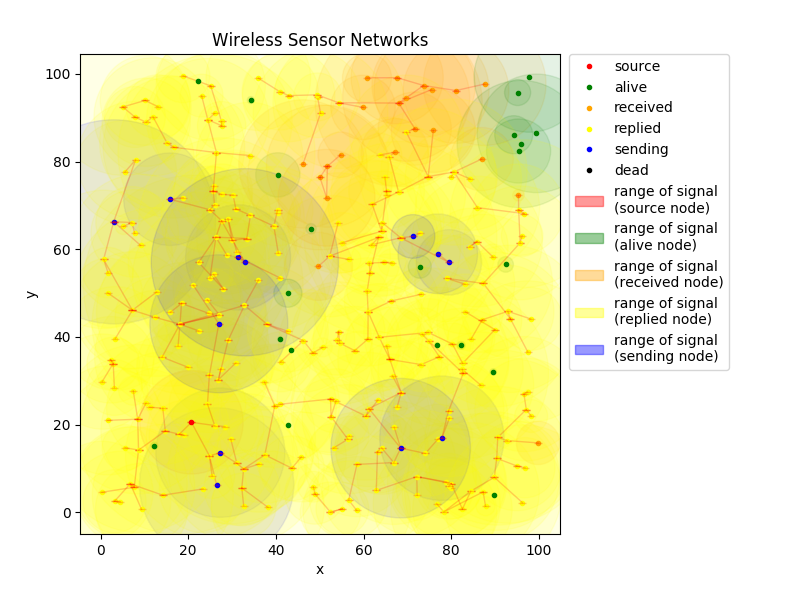 Wireless Sensor Networks
100
80
60
40
20
0
y
0 20 40 60 80 100
x
source
alive
received
replied
sending
dead
range of signal
(source node)
range of signal
(alive node)
range of signal
(received node)
range of signal
(replied node)
range of signal
(sending node)